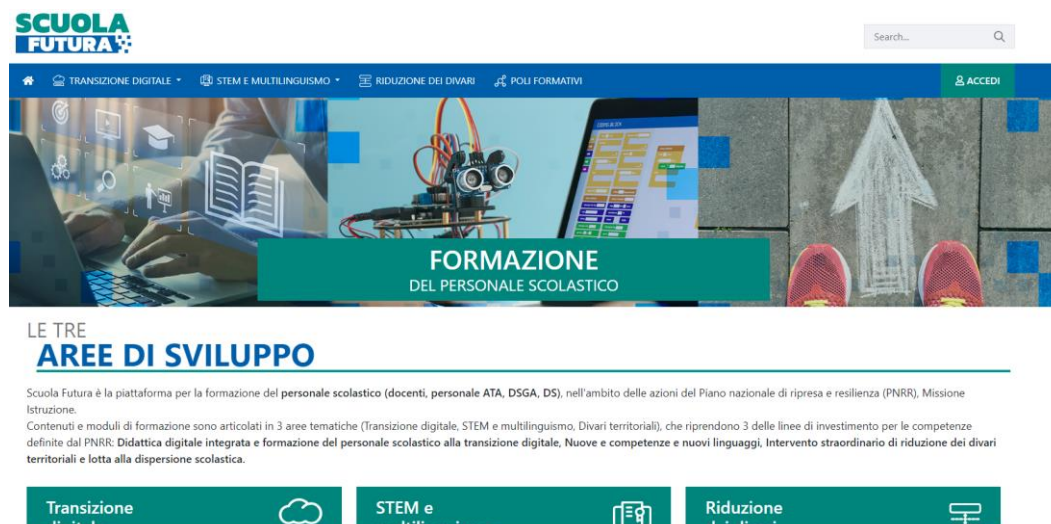 SCUOLA
FUTURA
Search...
TRANSIZIONE DIGITALE
STEM E MULTILINGUISMO
RIDUZIONE DEI DIVARI
POLI FORMATIVI
ACCEDI
FORMAZIONE
DEL PERSONALE SCOLASTICO
LE TRE
AREE DI SVILUPPO
Scuola Futura è la piattaforma per la formazione del personale scolastico (docenti, personale ATA, DSGA, DS), nell'ambito delle azioni del Piano nazionale di ripresa e resilienza (PNRR), Missione
Istruzione.
Contenuti e moduli di formazione sono articolati in 3 aree tematiche (Transizione digitale, STEM e multilinguismo, Divari territoriali), che riprendono 3 delle linee di investimento per le competenze
definite dal PNRR: Didattica digitale integrata e formazione del personale scolastico alla transizione digitale, Nuove e competenze e nuovi linguaggi, Intervento straordinario di riduzione dei divari
territoriali e lotta alla dispersione scolastica.
Transizione
STEM e
Riduzione